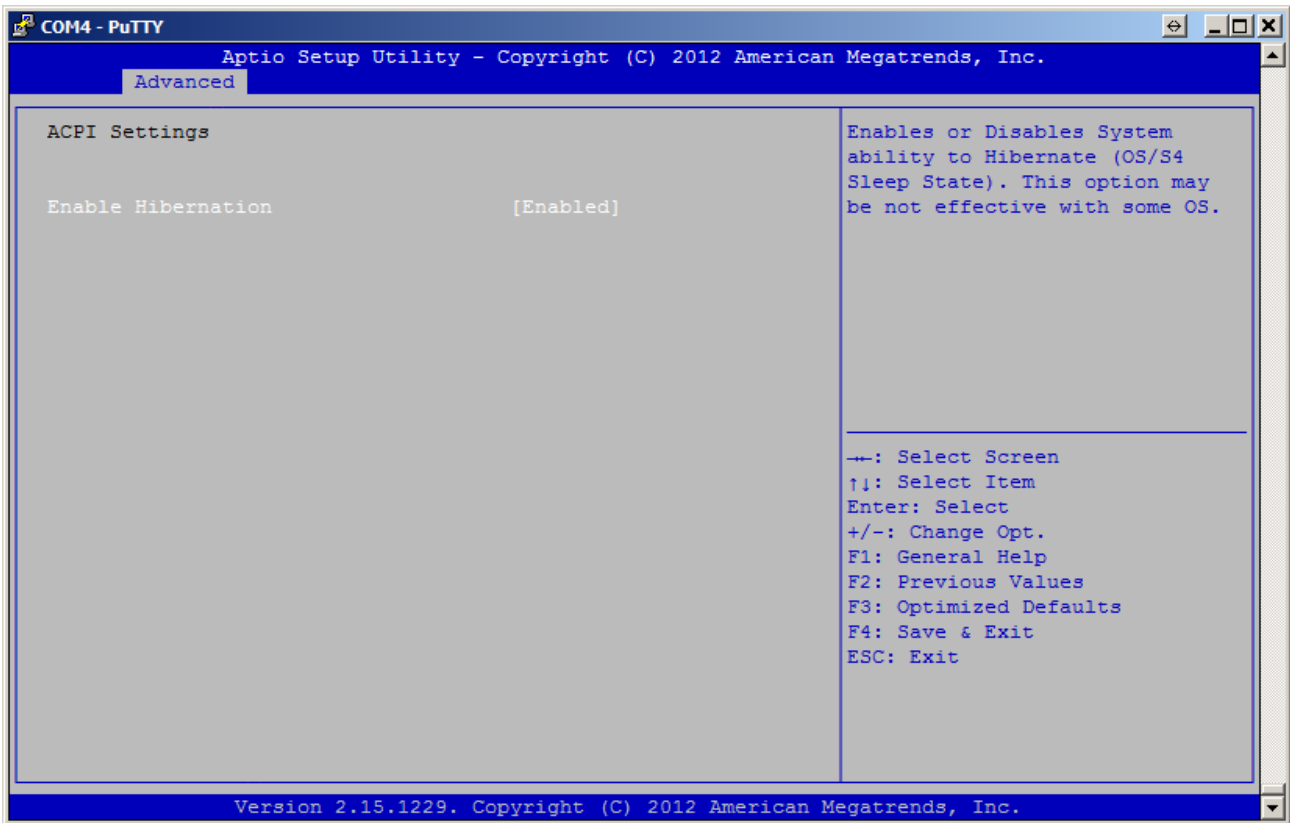 COM4 - PuTTY
Aptio Setup Utility - Copyright (C) 2012 American Megatrends, Inc.
Advanced
ACPI Settings
Enable Hibernation [Enabled]
Enables or Disables System
ability to Hibernate (OS/S4
Sleep State). This option may
be not effective with some OS.
→←: Select Screen
↑↓: Select Item
Enter: Select
+/-: Change Opt.
F1: General Help
F2: Previous Values
F3: Optimized Defaults
F4: Save & Exit
ESC: Exit
Version 2.15.1229. Copyright (C) 2012 American Megatrends, Inc.